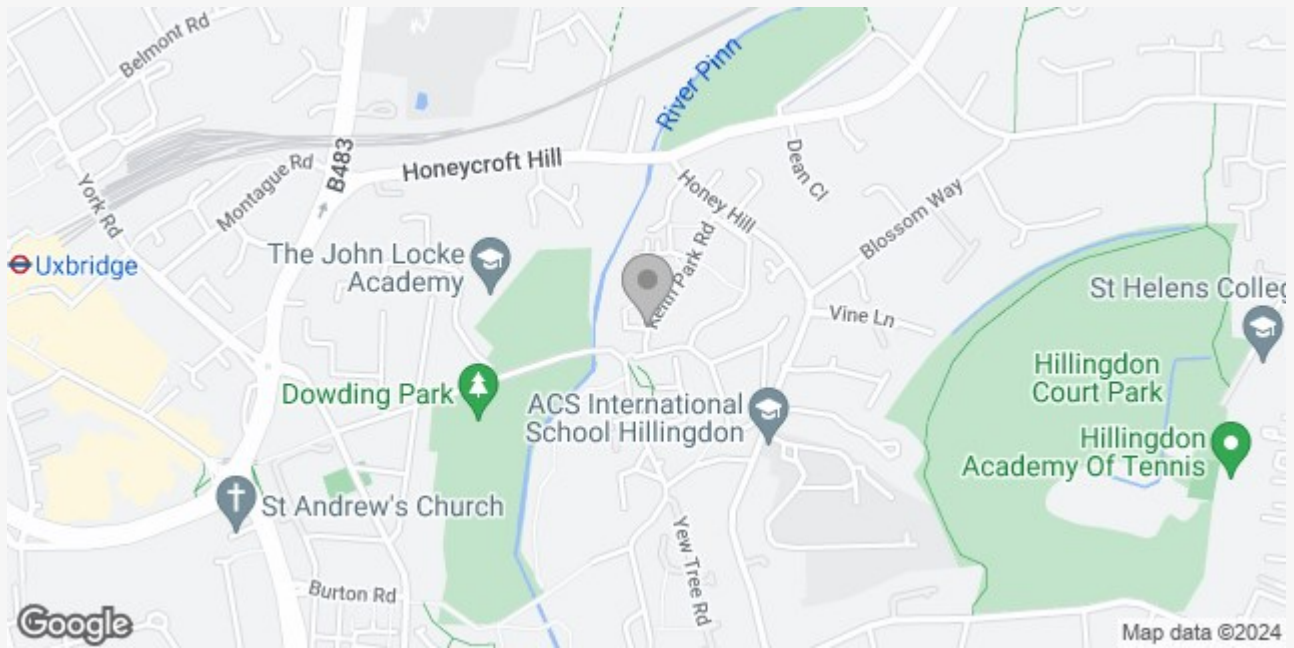 Belmont Rd
River Pinn
B483
Honeycroft Hill
Montague Rd
York Rd
Dean Cl
Honey Hill
Blossom Way
Park Rd
The John Locke
Academy
Uxbridge
St Helens Colleg
Vine Ln
Hillingdon
Court Park
Dowding Park
ACS International
School Hillingdon
Hillingdon
Academy Of Tennis
St Andrew's Church
Yew Tree Rd
Burton Rd
Google
Map data ©2024